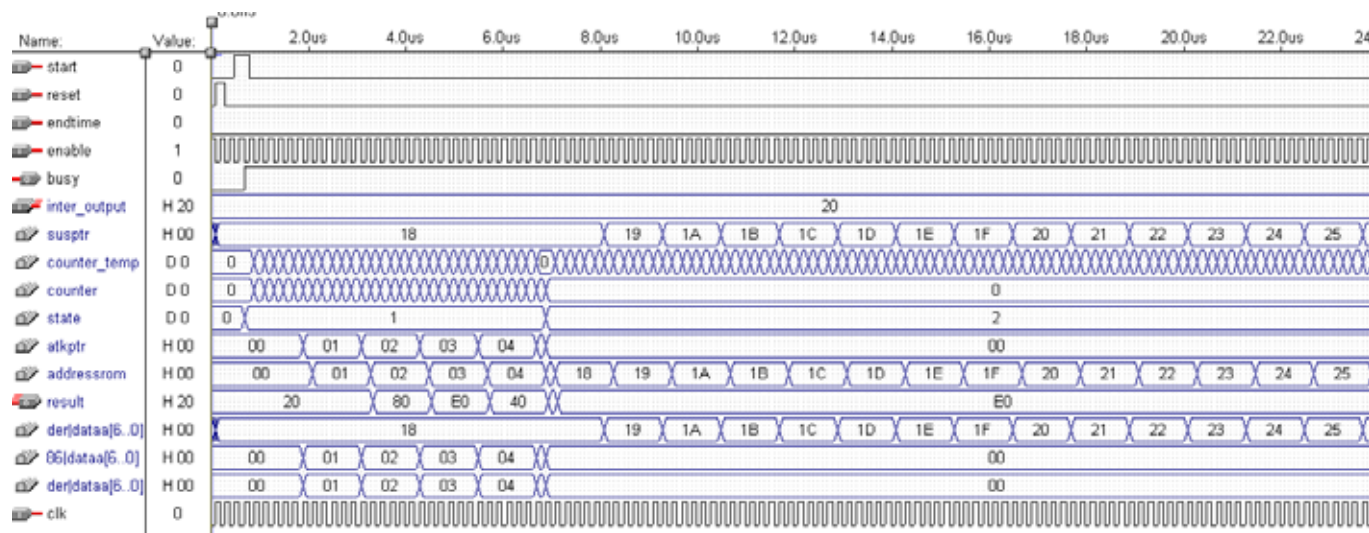 0.0ns
Name: Value: 2.0us 4.0us 6.0us 8.0us 10.0us 12.0us 14.0us 16.0us 18.0us 20.0us 22.0us 24
start 0
reset 0
endtime 0
enable 1
busy 0
inter_output H 20 20
susptr H 00 18 19 1A 1B 1C 1D 1E 1F 20 21 22 23 24 25
counter_temp D 0 0 0
counter D 0 0 0
state D 0 0 1 2
atkptr H 00 00 01 02 03 04 00
addressrom H 00 00 01 02 03 04 18 19 1A 1B 1C 1D 1E 1F 20 21 22 23 24 25
result H 20 20 80 E0 40 E0
der|dataa[6..0] H 00 18 19 1A 1B 1C 1D 1E 1F 20 21 22 23 24 25
86|dataa[6..0] H 00 00 01 02 03 04 00
der|dataa[6..0] H 00 00 01 02 03 04 00
clk 0